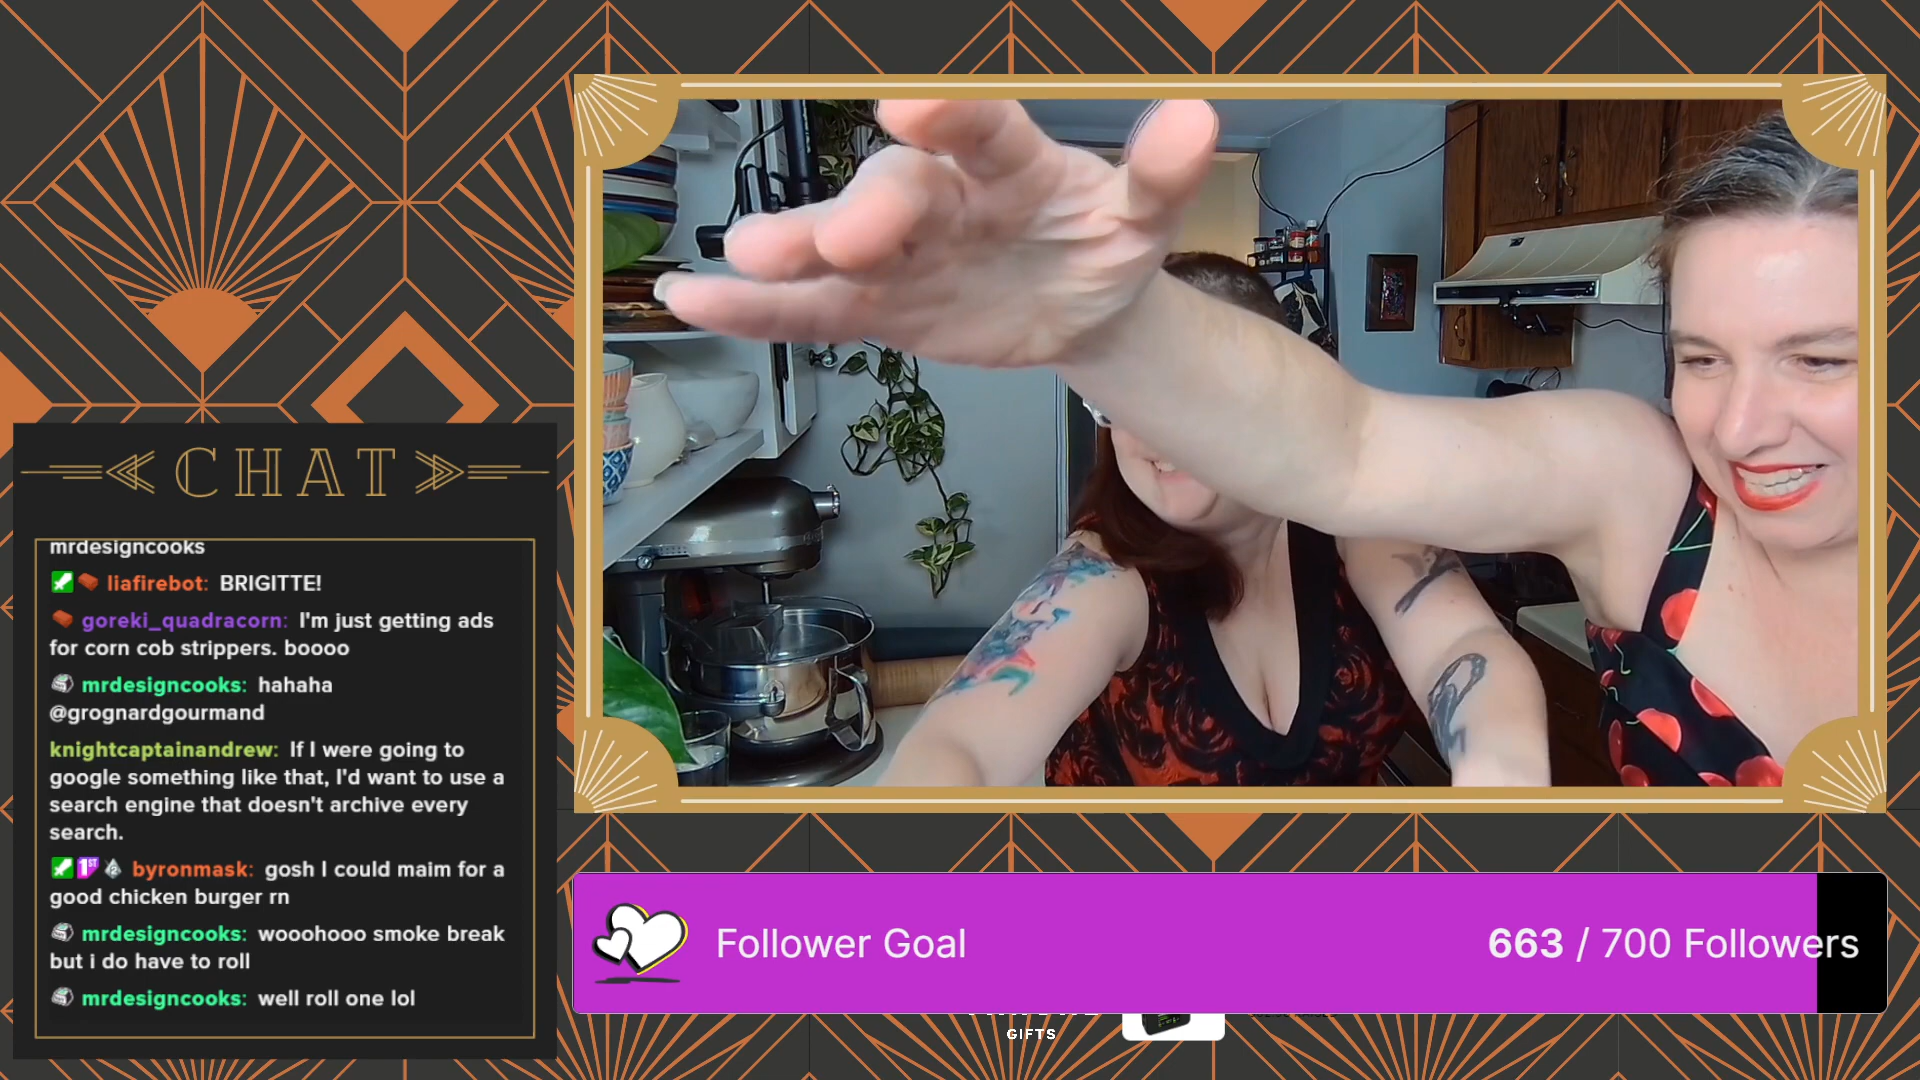 CHAT
mrdesigncooks
liafirebot: BRIGITTE!
goreki_quadracorn: I'm just getting ads
for corn cob strippers. boooo
mrdesigncooks: hahaha
@grognardgourmand
knightcaptainandrew: If I were going to
google something like that, I'd want to use a
search engine that doesn't archive every
search.
1ST byronmask: gosh I could maim for a
good chicken burger rn
mrdesigncooks: wooohooo smoke break
but i do have to roll
mrdesigncooks: well roll one lol
Follower Goal
663 / 700 Followers
GIFTS